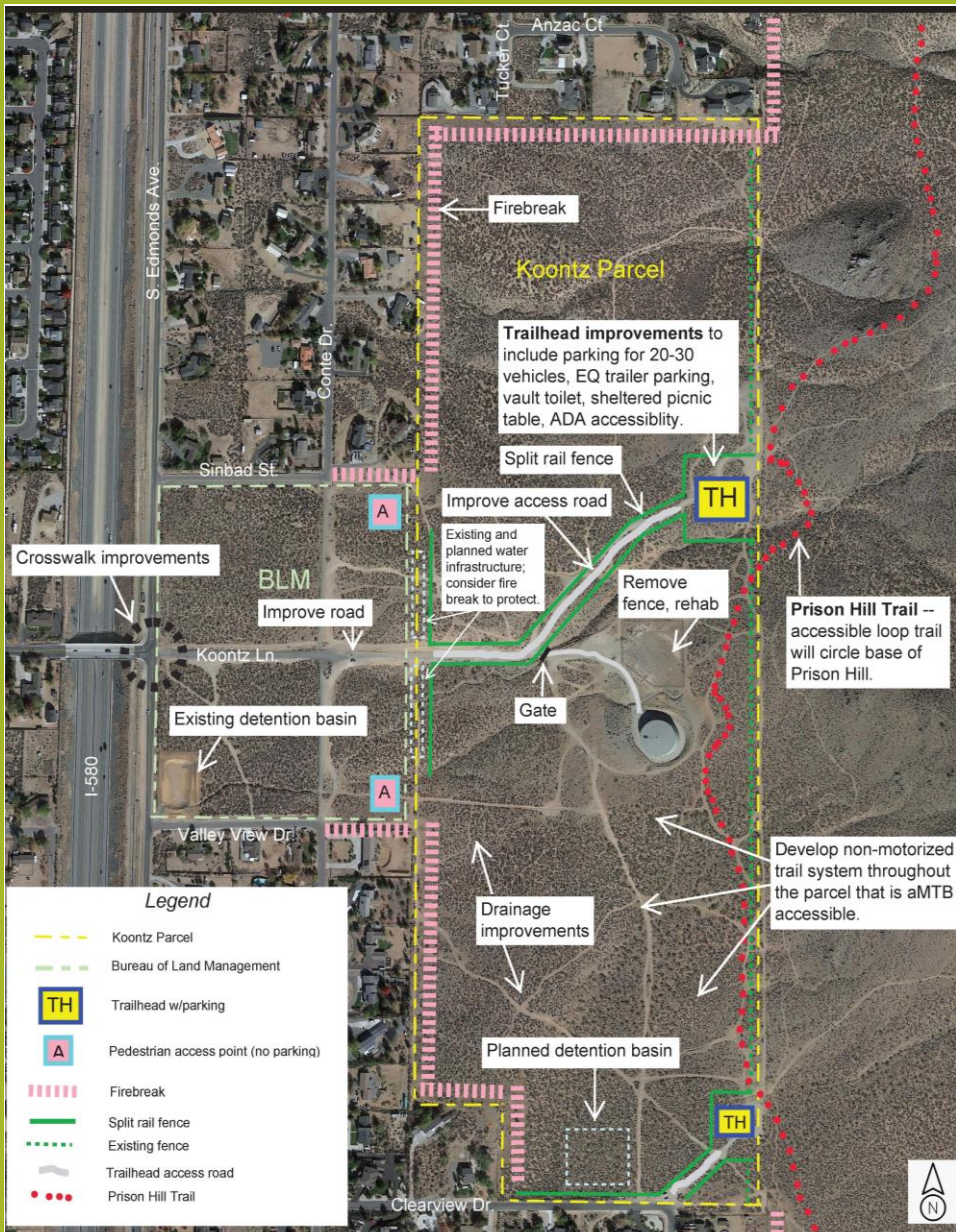 Anzac Ct
Tucker Ct.
S. Edmonds Ave.
Firebreak
Koontz Parcel
Conte Dr.
Trailhead improvements to
include parking for 20-30
vehicles, EQ trailer parking,
vault toilet, sheltered picnic
table, ADA accessiblity.
Sinbad St.
Split rail fence
TH
A
Improve access road
Existing and
planned water
infrastructure;
consider fire
break to protect.
Crosswalk improvements
BLM
Remove
fence, rehab
Improve road
Koontz Ln.
Prison Hill Trail --
accessible loop trail
will circle base of
Prison Hill.
Gate
Existing detention basin
I-580
A
Valley View Dr
Develop non-motorized
trail system throughout
the parcel that is aMTB
accessible.
Drainage
improvements
Planned detention basin
TH
Clearview Dr.
Legend
Koontz Parcel
Bureau of Land Management
TH
Trailhead w/parking
A
Pedestrian access point (no parking)
Firebreak
Split rail fence
Existing fence
Trailhead access road
Prison Hill Trail
N